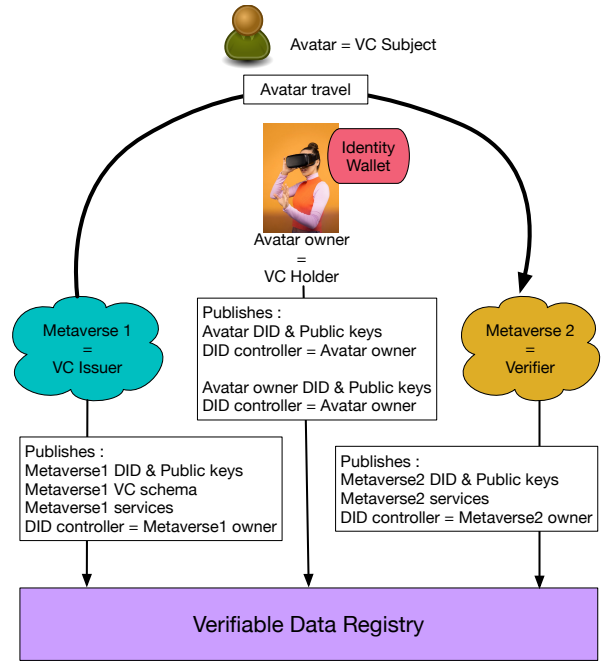 Avatar = VC Subject
Avatar travel
Identity
Wallet
Avatar owner
=
VC Holder
Metaverse 1
=
VC Issuer
Publishes :
Avatar DID & Public keys
DID controller = Avatar owner
Avatar owner DID & Public keys
DID controller = Avatar owner
Metaverse 2
=
Verifier
Publishes :
Metaverse1 DID & Public keys
Metaverse1 VC schema
Metaverse1 services
DID controller = Metaverse1 owner
Publishes :
Metaverse2 DID & Public keys
Metaverse2 services
DID controller = Metaverse2 owner
Verifiable Data Registry